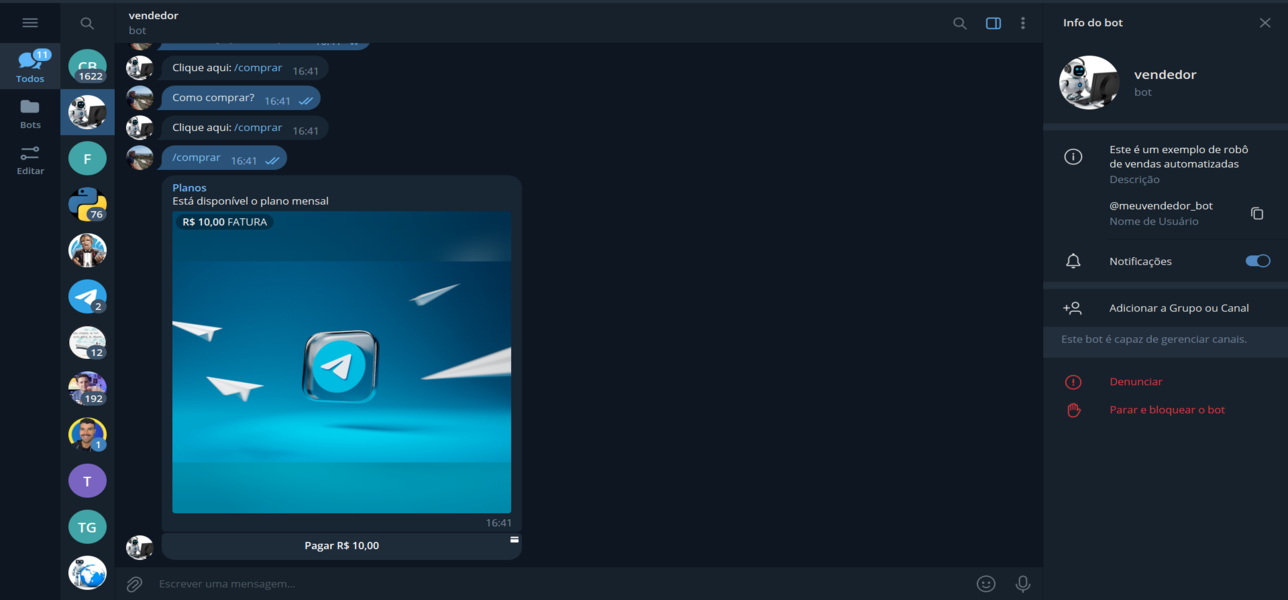 vendedor
bot
11
Todos
Bots
Editar
CB
1622
F
76
2
12
192
1
T
TG
Clique aqui: /comprar 16:41
Como comprar? 16:41
Clique aqui: /comprar 16:41
/comprar 16:41
Planos
Está disponível o plano mensal
R$ 10,00 FATURA
16:41
Pagar R$ 10,00
Escrever uma mensagem...
Info do bot
vendedor
bot
Este é um exemplo de robô
de vendas automatizadas
Descrição
@meuvendedor_bot
Nome de Usuário
Notificações
Adicionar a Grupo ou Canal
Este bot é capaz de gerenciar canais.
Denunciar
Parar e bloquear o bot